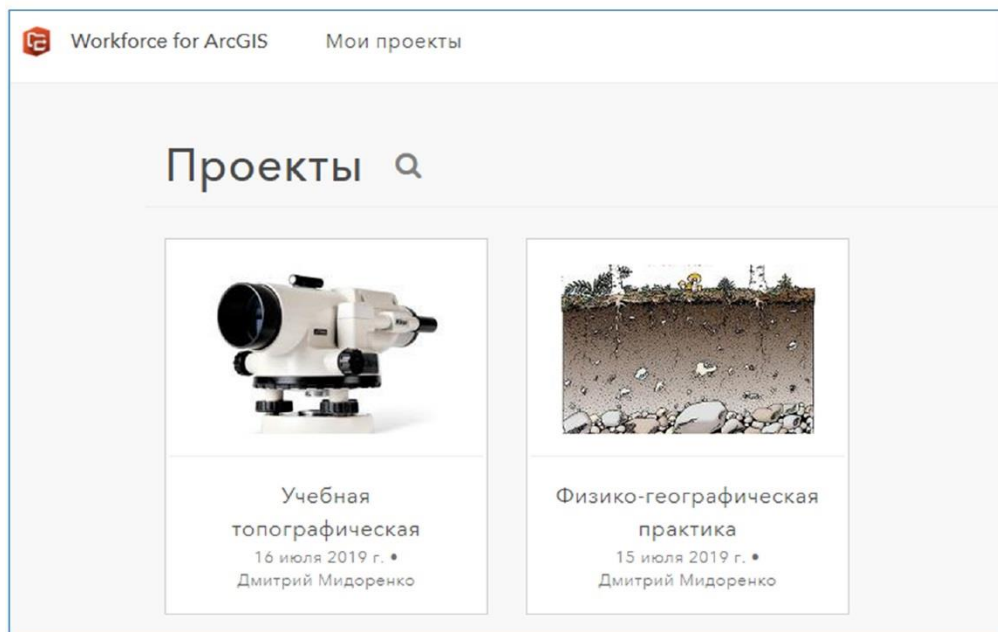 Workforce for ArcGIS Мои проекты
Проекты
Учебная
топографическая
16 июля 2019 г. •
Дмитрий Мидоренко
Физико-географическая
практика
15 июля 2019 г. •
Дмитрий Мидоренко